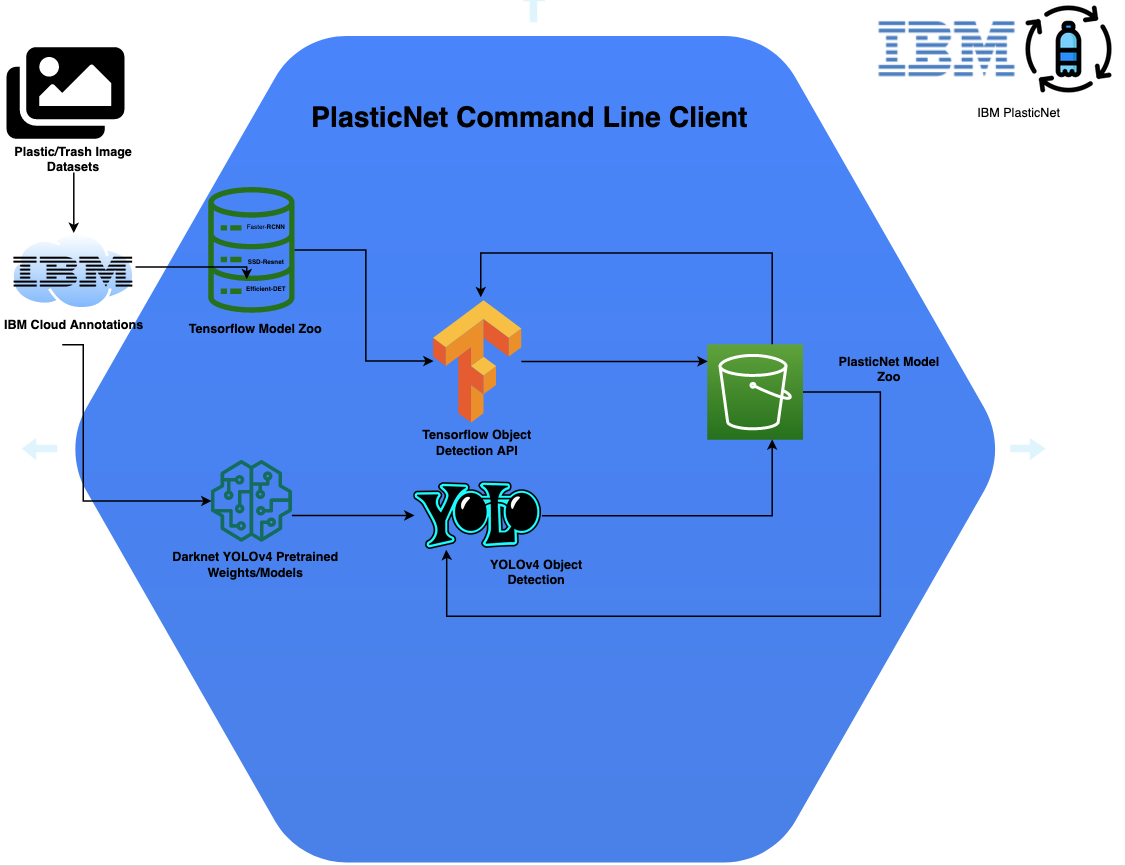 IBM
IBM PlasticNet
PlasticNet Command Line Client
Plastic/Trash Image
Datasets
IBM
IBM Cloud Annotations
Faster-RCNN
SSD-Resnet
Efficient-DET
Tensorflow Model Zoo
Tensorflow Object
Detection API
PlasticNet Model
Zoo
Darknet YOLOv4 Pretrained
Weights/Models
YOLO
YOLOv4 Object
Detection